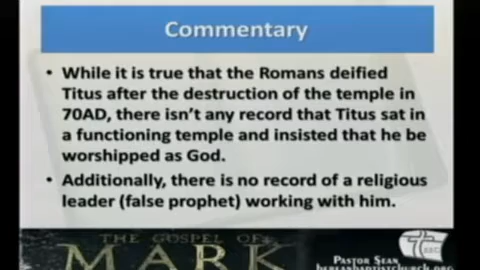 Commentary
• While it is true that the Romans deified
Titus after the destruction of the temple in
70AD, there isn't any record that Titus sat in
a functioning temple and insisted that he be
worshipped as God.
• Additionally, there is no record of a religious
leader (false prophet) working with him.
THE GOSPEL OF
MARK
PASTOR SEAN
bereanbaptistchurch.org